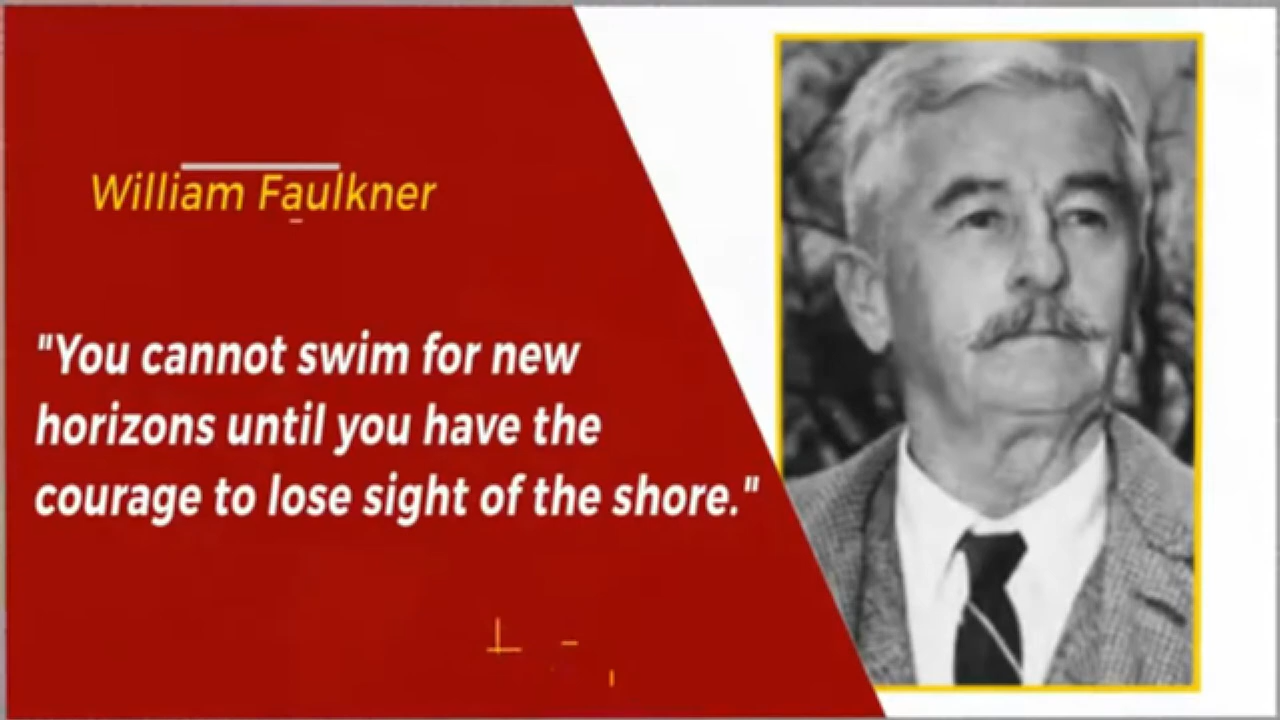 William Faulkner
"You cannot swim for new
horizons until you have the
courage to lose sight of the shore."